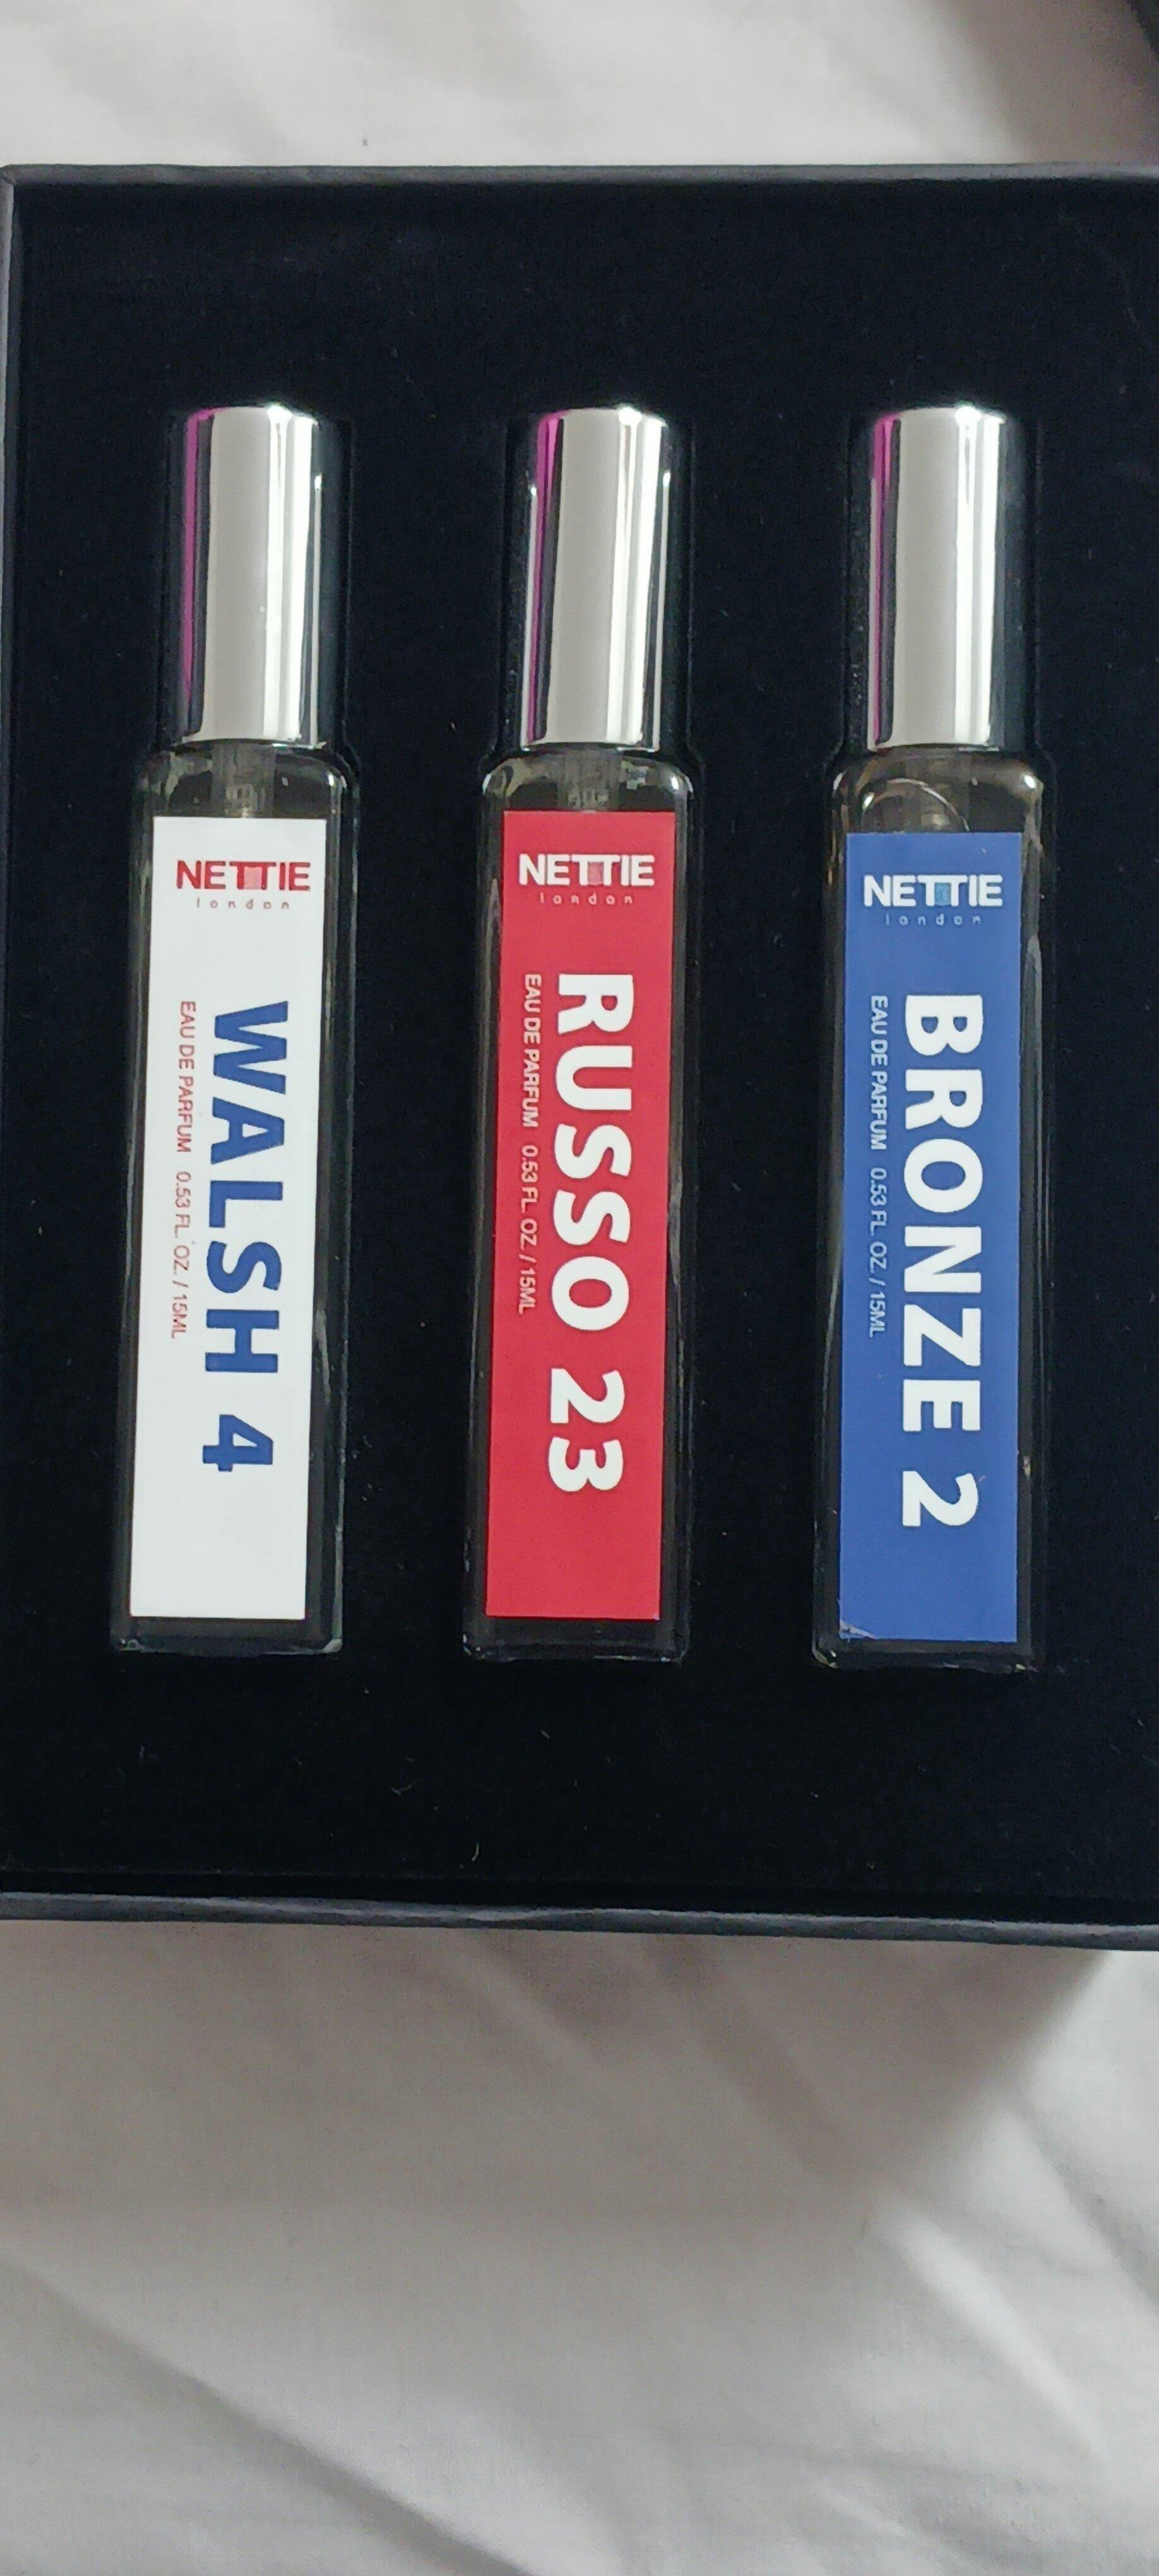 NETTIE
london
WALSH 4
EAU DE PARFUM 0.53 FL. OZ. / 15ML
NETTIE
london
RUSSO 23
EAU DE PARFUM 0.53 FL. OZ. / 15ML
NETTIE
london
BRONZE 2
EAU DE PARFUM 0.53 FL. OZ. / 15ML